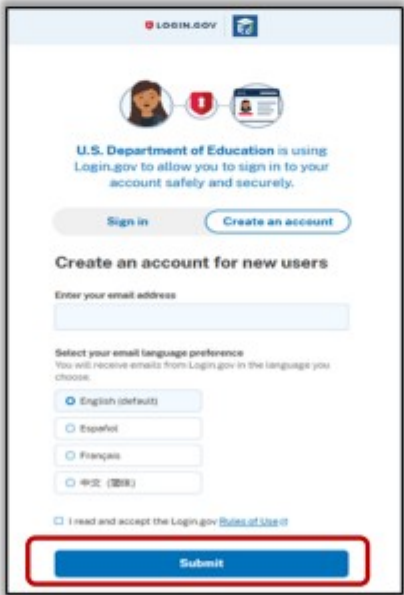 LOGIN.GOV
U.S. Department of Education is using
Login.gov to allow you to sign in to your
account safely and securely.
Sign in
Create an account
Create an account for new users
Enter your email address
Select your email language preference
You will receive emails from Login.gov in the language you
choose.
English (default)
Español
Français
中文 (简体)
I read and accept the Login.gov Rules of Use
Submit